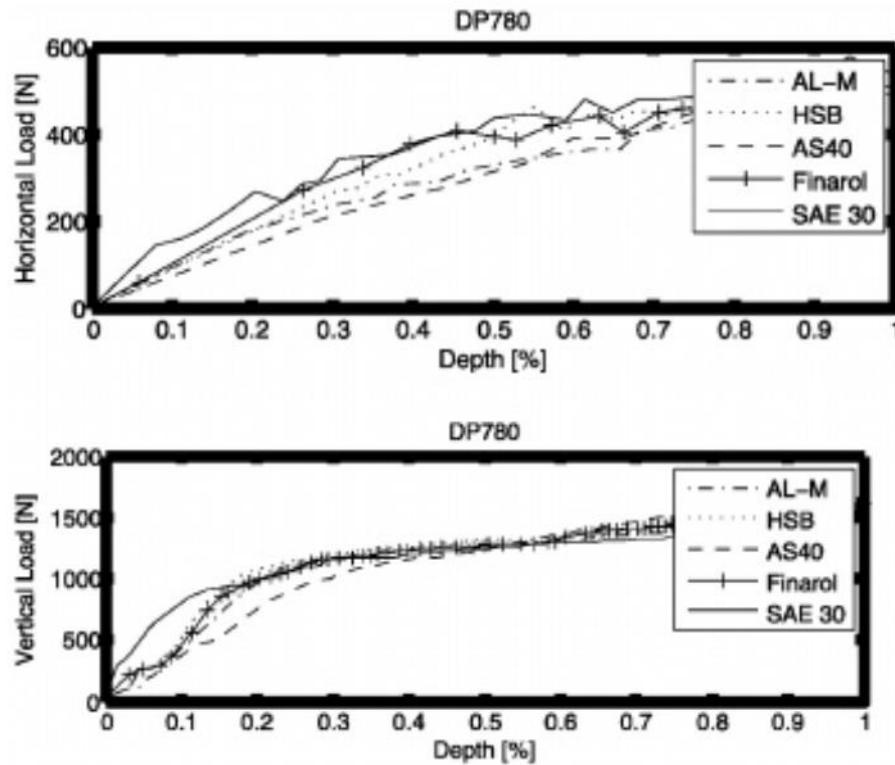 DP780
600
400
200
0
Horizontal Load [N]
AL-M
HSB
AS40
Finarol
SAE 30
0 0.1 0.2 0.3 0.4 0.5 0.6 0.7 0.8 0.9 1
Depth [%]
DP780
2000
1500
1000
500
0
Vertical Load [N]
AL-M
HSB
AS40
Finarol
SAE 30
0 0.1 0.2 0.3 0.4 0.5 0.6 0.7 0.8 0.9 1
Depth [%]